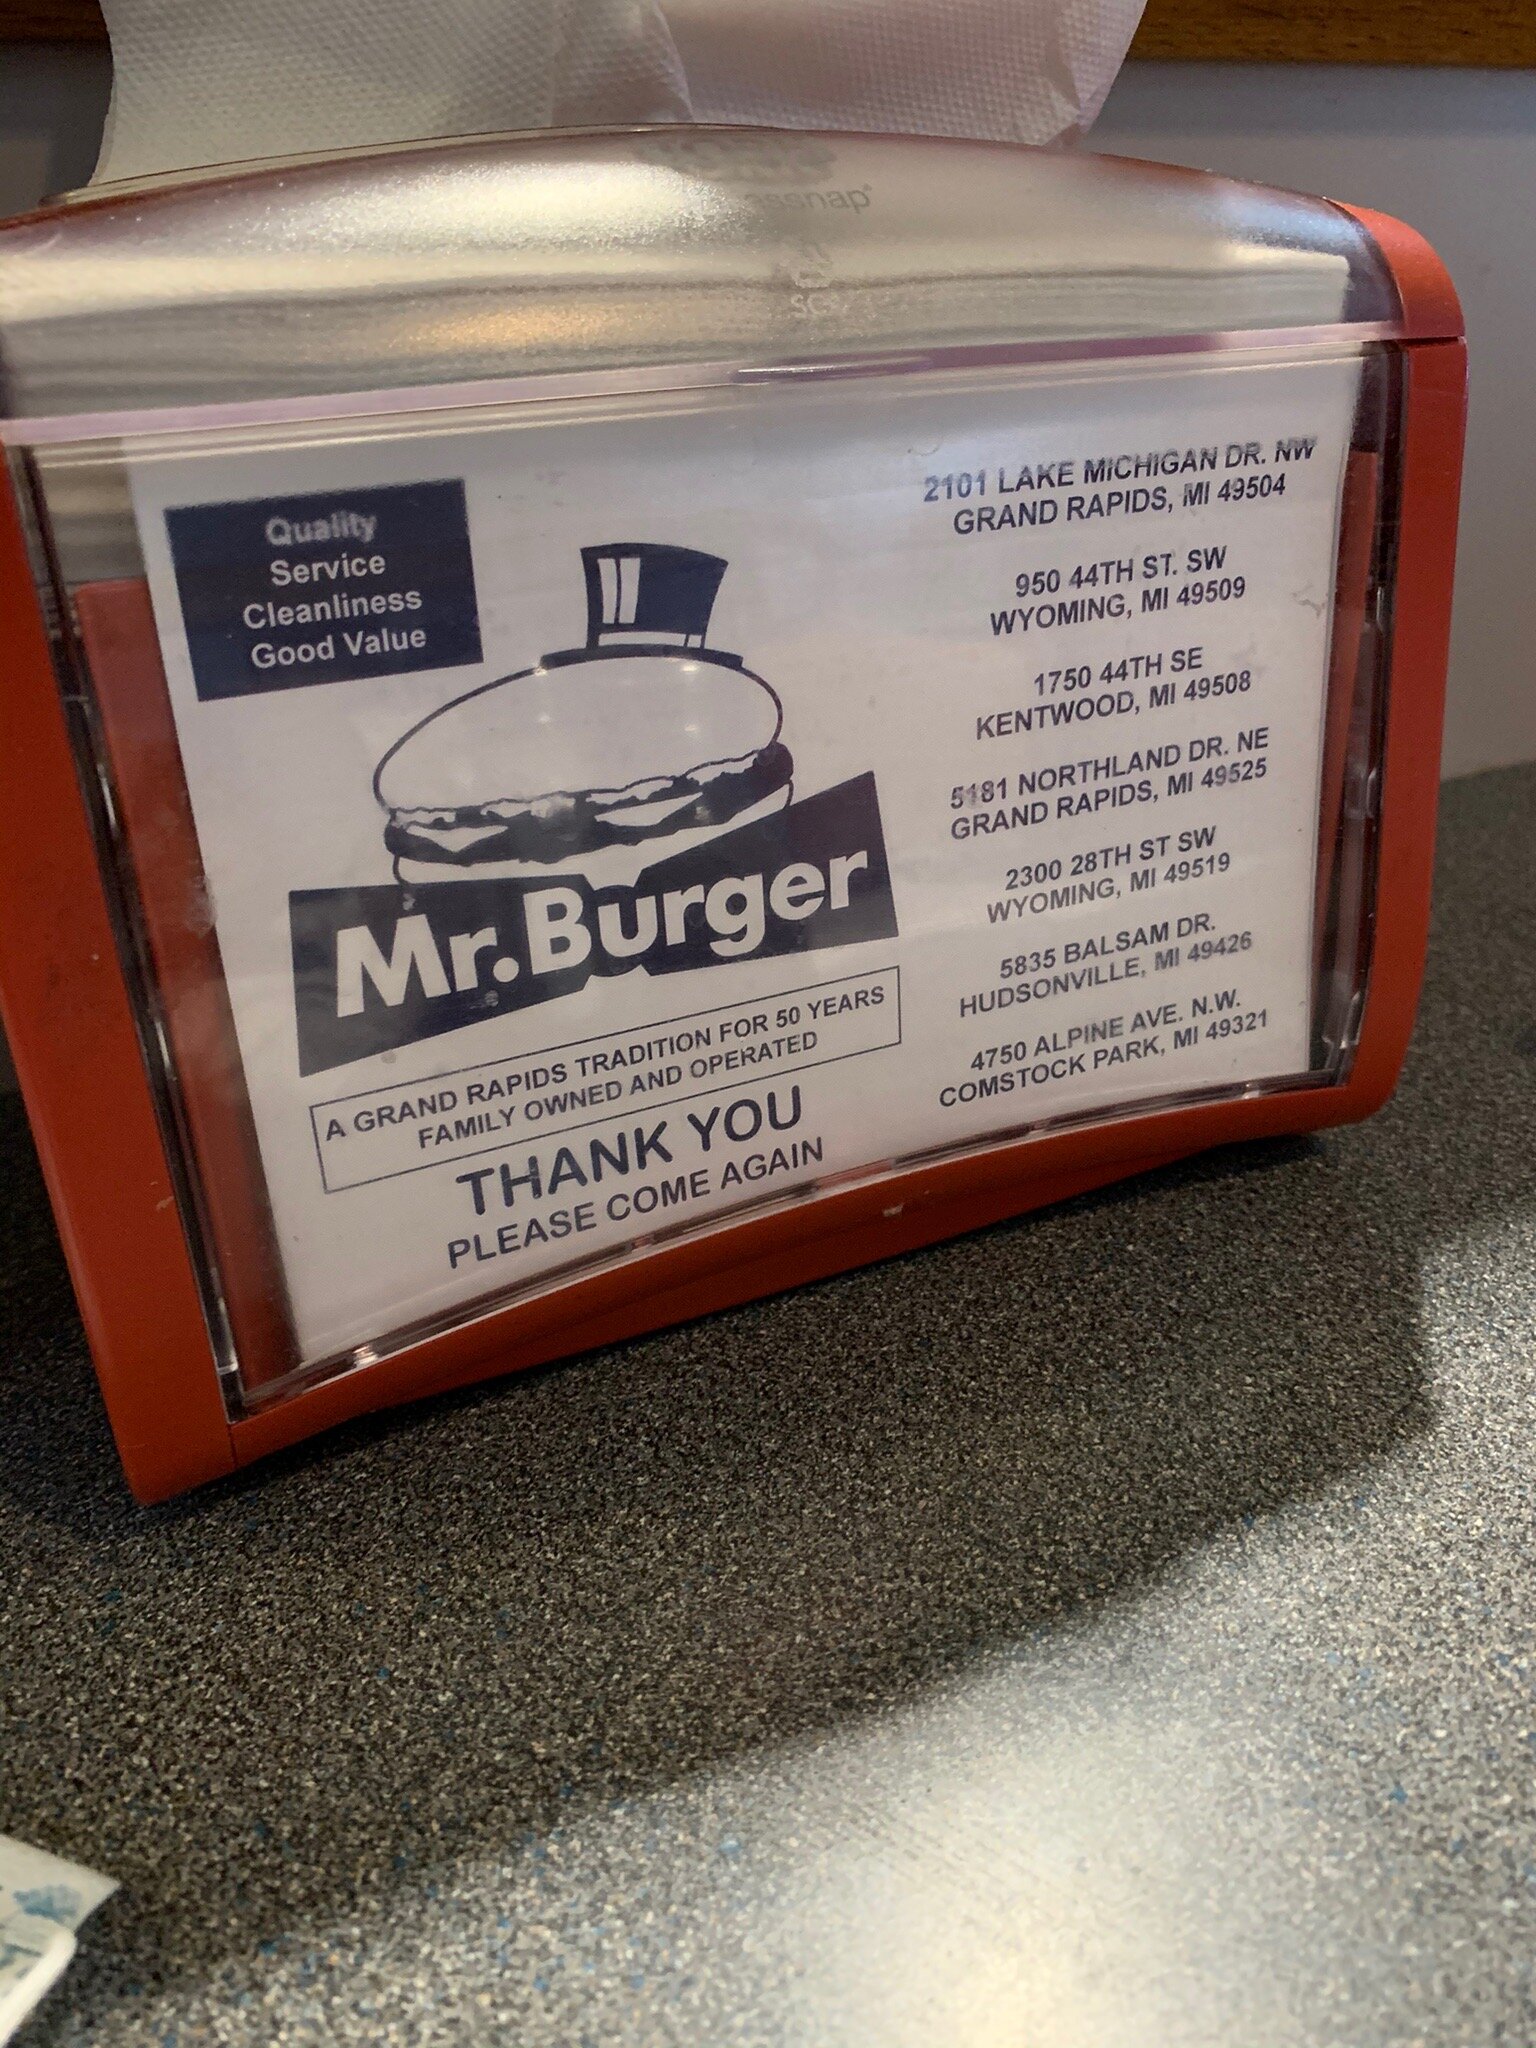 Quality
Service
Cleanliness
Good Value
Mr. Burger
A GRAND RAPIDS TRADITION FOR 50 YEARS
FAMILY OWNED AND OPERATED
THANK YOU
PLEASE COME AGAIN
2101 LAKE MICHIGAN DR. NW
GRAND RAPIDS, MI 49504
950 44TH ST. SW
WYOMING, MI 49509
1750 44TH SE
KENTWOOD, MI 49508
5181 NORTHLAND DR. NE
GRAND RAPIDS, MI 49525
2300 28TH ST SW
WYOMING, MI 49519
5835 BALSAM DR.
HUDSONVILLE, MI 49426
4750 ALPINE AVE. N.W.
COMSTOCK PARK, MI 49321